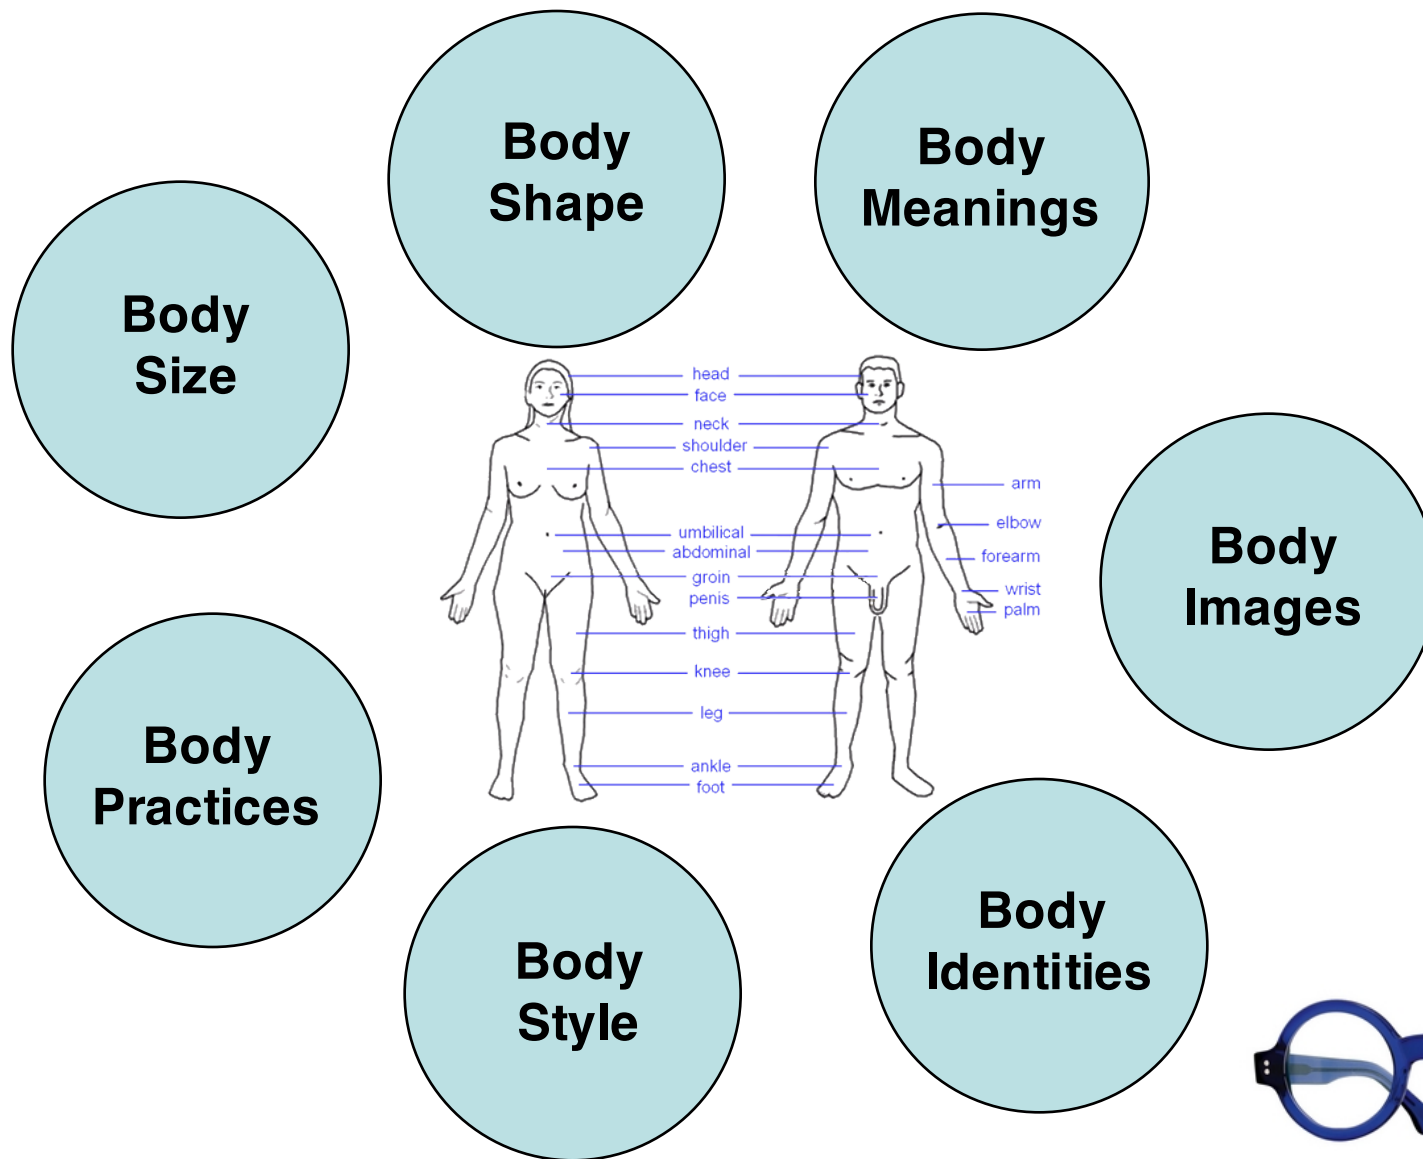 Body
Shape
Body
Meanings
Body
Size
head
face
neck
shoulder
chest
umbilical
abdominal
groin
penis
thigh
knee
leg
ankle
foot
arm
elbow
forearm
wrist
palm
Body
Images
Body
Practices
Body
Style
Body
Identities